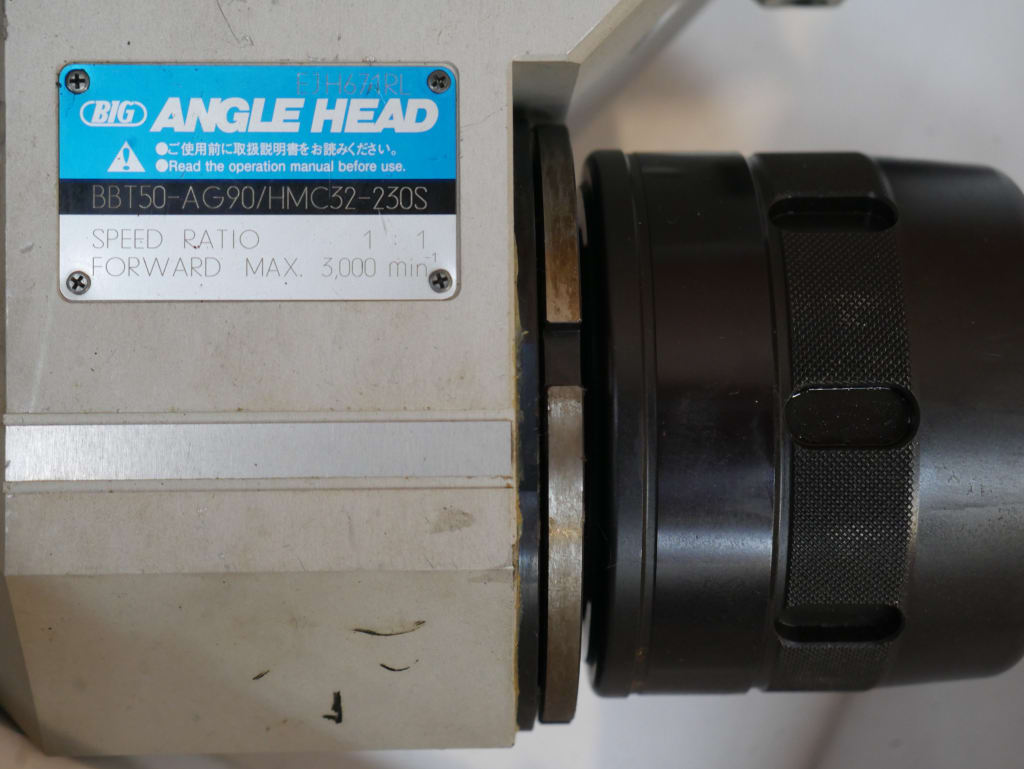 EJH671RL
BIG ANGLE HEAD
●ご使用前に取扱説明書をお読みください。
●Read the operation manual before use.
BBT50-AG90/HMC32-230S
SPEED RATIO 1 : 1
FORWARD MAX. 3,000 min-1